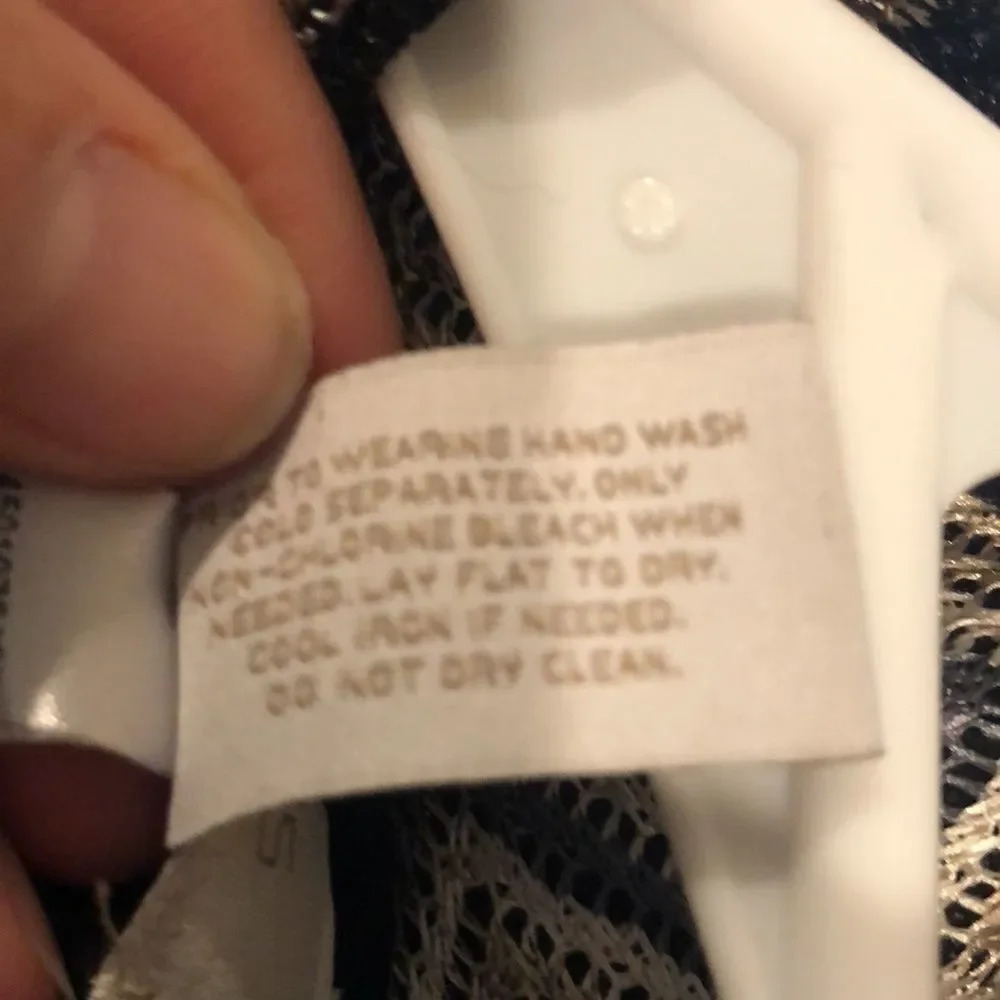 PRIOR TO WEARING HAND WASH
COLD SEPARATELY. ONLY
NON-CHLORINE BLEACH WHEN
NEEDED. LAY FLAT TO DRY.
COOL IRON IF NEEDED.
DO NOT DRY CLEAN.
S